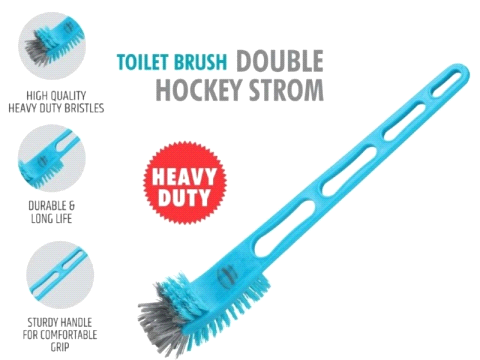 TOILET BRUSH DOUBLE
HOCKEY STROM
HIGH QUALITY
HEAVY DUTY BRISTLES
HEAVY
DUTY
DURABLE &
LONG LIFE
STURDY HANDLE
FOR COMFORTABLE
GRIP